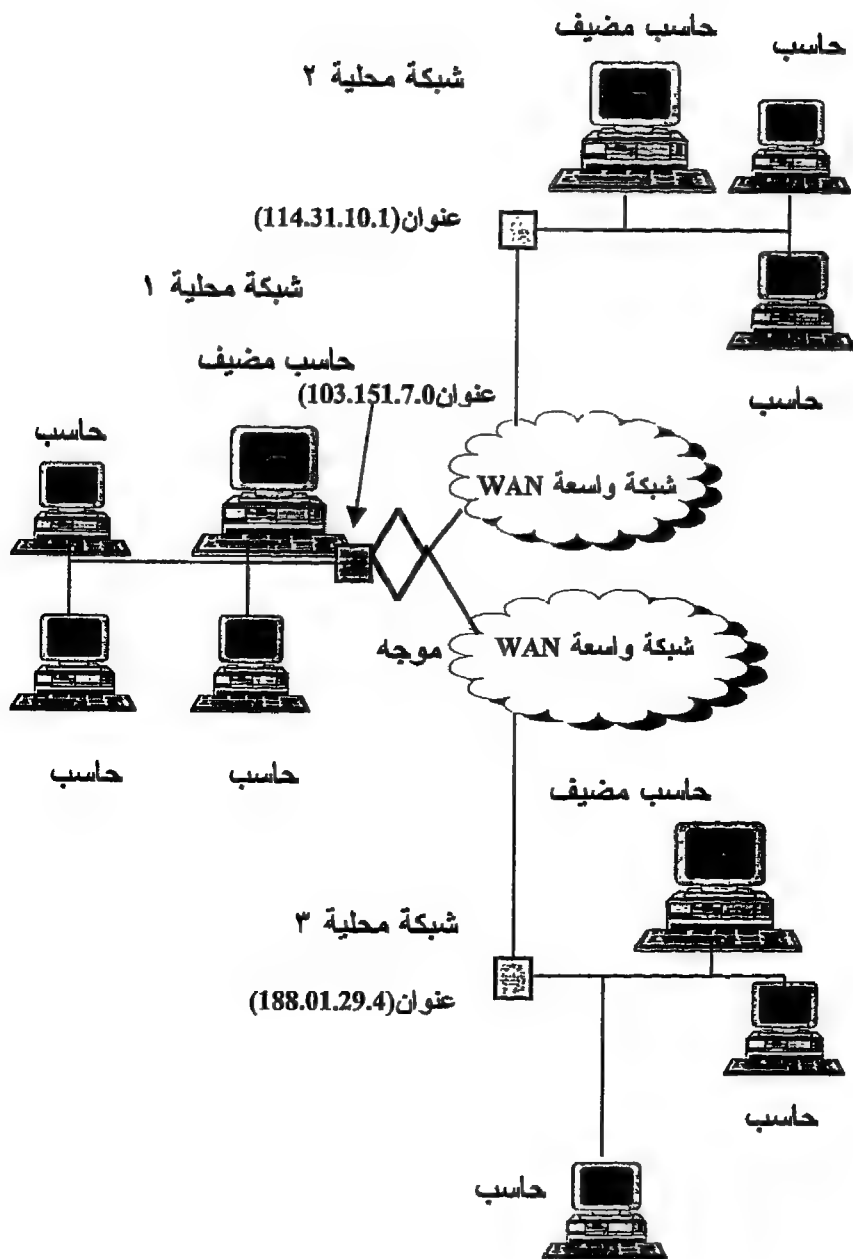 حاسب مضيف
حاسب
شبكة محلية ٢
عنوان(114.31.10.1)
حاسب
شبكة محلية ١
حاسب مضيف
عنوان103.151.7.0)
حاسب
شبكة واسعة WAN
شبكة واسعة WAN
موجه
حاسب
حاسب
حاسب مضيف
شبكة محلية ٣
عنوان(188.01.29.4)
حاسب
حاسب